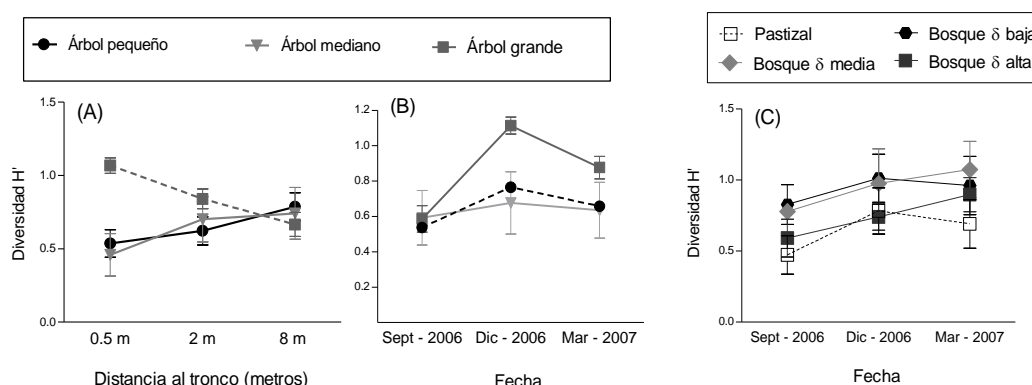 Árbol pequeño Árbol mediano Árbol grande
Pastizal Bosque δ baja
Bosque δ media Bosque δ alta
(A)
Diversidad H'
1.5
1.0
0.5
0.0
0.5 m 2 m 8 m
Distancia al tronco (metros)
(B)
1.2
1.0
0.8
0.6
0.4
0.2
Sept - 2006 Dic - 2006 Mar - 2007
Fecha
(C)
Diversidad H'
1.5
1.0
0.5
0.0
Sept - 2006 Dic - 2006 Mar - 2007
Fecha